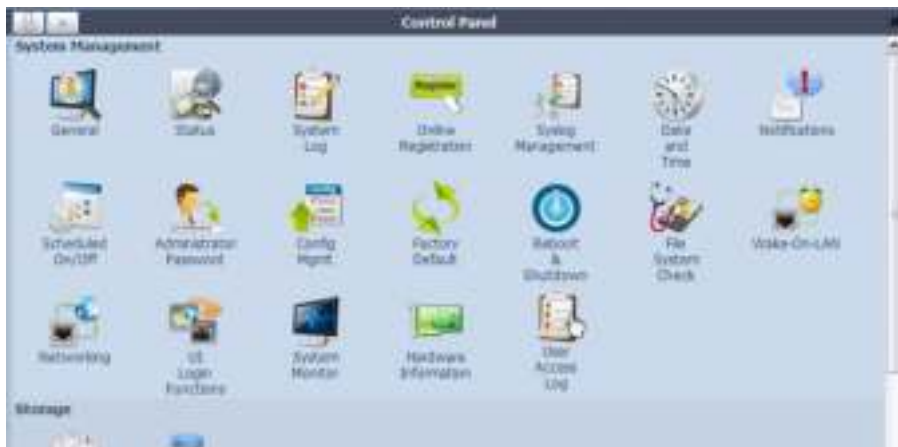 Control Panel
System Management
General
Status
System
Log
Register
Online
Registration
Syslog
Management
Date
and
Time
Notifications
Scheduled
On/Off
Administrator
Password
Config
Mgmt
Factory
Default
Reboot
&
Shutdown
File
System
Check
Wake-On-LAN
Networking
UI
Login
Functions
System
Monitor
Hardware
Information
User
Access
Log
Storage